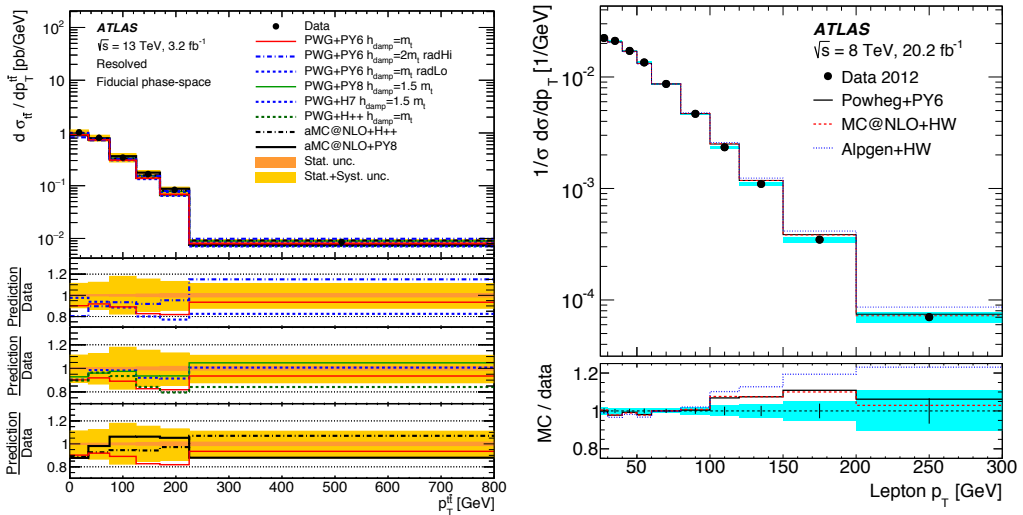 ATLAS
√s = 13 TeV, 3.2 fb⁻¹
Resolved
Fiducial phase-space
Data
PWG+PY6 h_damp=m_t
PWG+PY6 h_damp=2m_t radHi
PWG+PY6 h_damp=m_t radLo
PWG+PY8 h_damp=1.5 m_t
PWG+H7 h_damp=1.5 m_t
PWG+H++ h_damp=m_t
aMC@NLO+H++
aMC@NLO+PY8
Stat. unc.
Stat.+Syst. unc.
d σ_tt̄ / dp_T^tt̄ [pb/GeV]
10²
10
1
10⁻¹
10⁻²
Prediction
Data
1.2
1
0.8
Prediction
Data
1.2
1
0.8
Prediction
Data
1.2
1
0.8
0 100 200 300 400 500 600 700 800
p_T^tt̄ [GeV]
ATLAS
√s = 8 TeV, 20.2 fb⁻¹
Data 2012
Powheg+PY6
MC@NLO+HW
Alpgen+HW
1/σ dσ/dp_T [1/GeV]
10⁻²
10⁻³
10⁻⁴
MC / data
1.2
1
0.8
50 100 150 200 250 300
Lepton p_T [GeV]